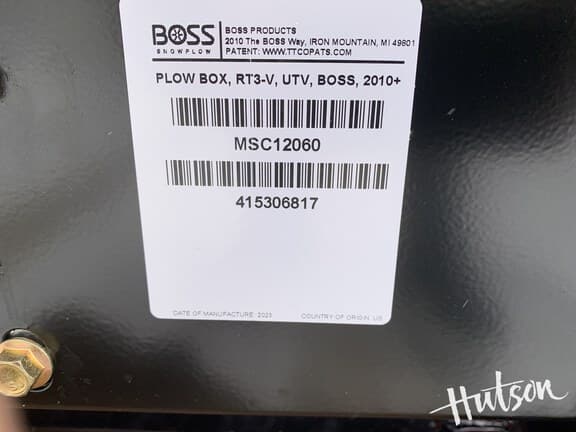 BOSS
SNOWPLOW
BOSS PRODUCTS
2010 The BOSS Way, IRON MOUNTAIN, MI 49801
PATENT: WWW.TTCOPATS.COM
PLOW BOX, RT3-V, UTV, BOSS, 2010+
MSC12060
415306817
DATE OF MANUFACTURE: 2023
COUNTRY OF ORIGIN: US
Hutson